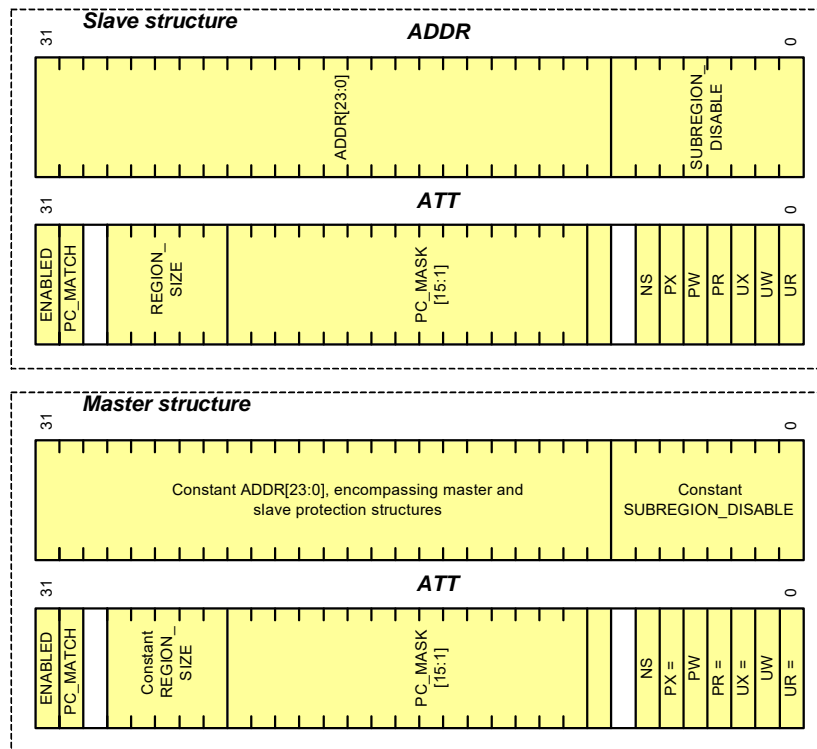 Slave structure
ADDR
31
0
ADDR[23:0]
SUBREGION_
DISABLE
ATT
31
0
ENABLED
PC_MATCH
REGION_
SIZE
PC_MASK
[15:1]
NS
PX
PW
PR
UX
UW
UR
Master structure
31
0
Constant ADDR[23:0], encompassing master and
slave protection structures
Constant
SUBREGION_DISABLE
ATT
31
0
ENABLED
PC_MATCH
Constant
REGION_
SIZE
PC_MASK
[15:1]
NS
PX =
PW
PR =
UX =
UW
UR =